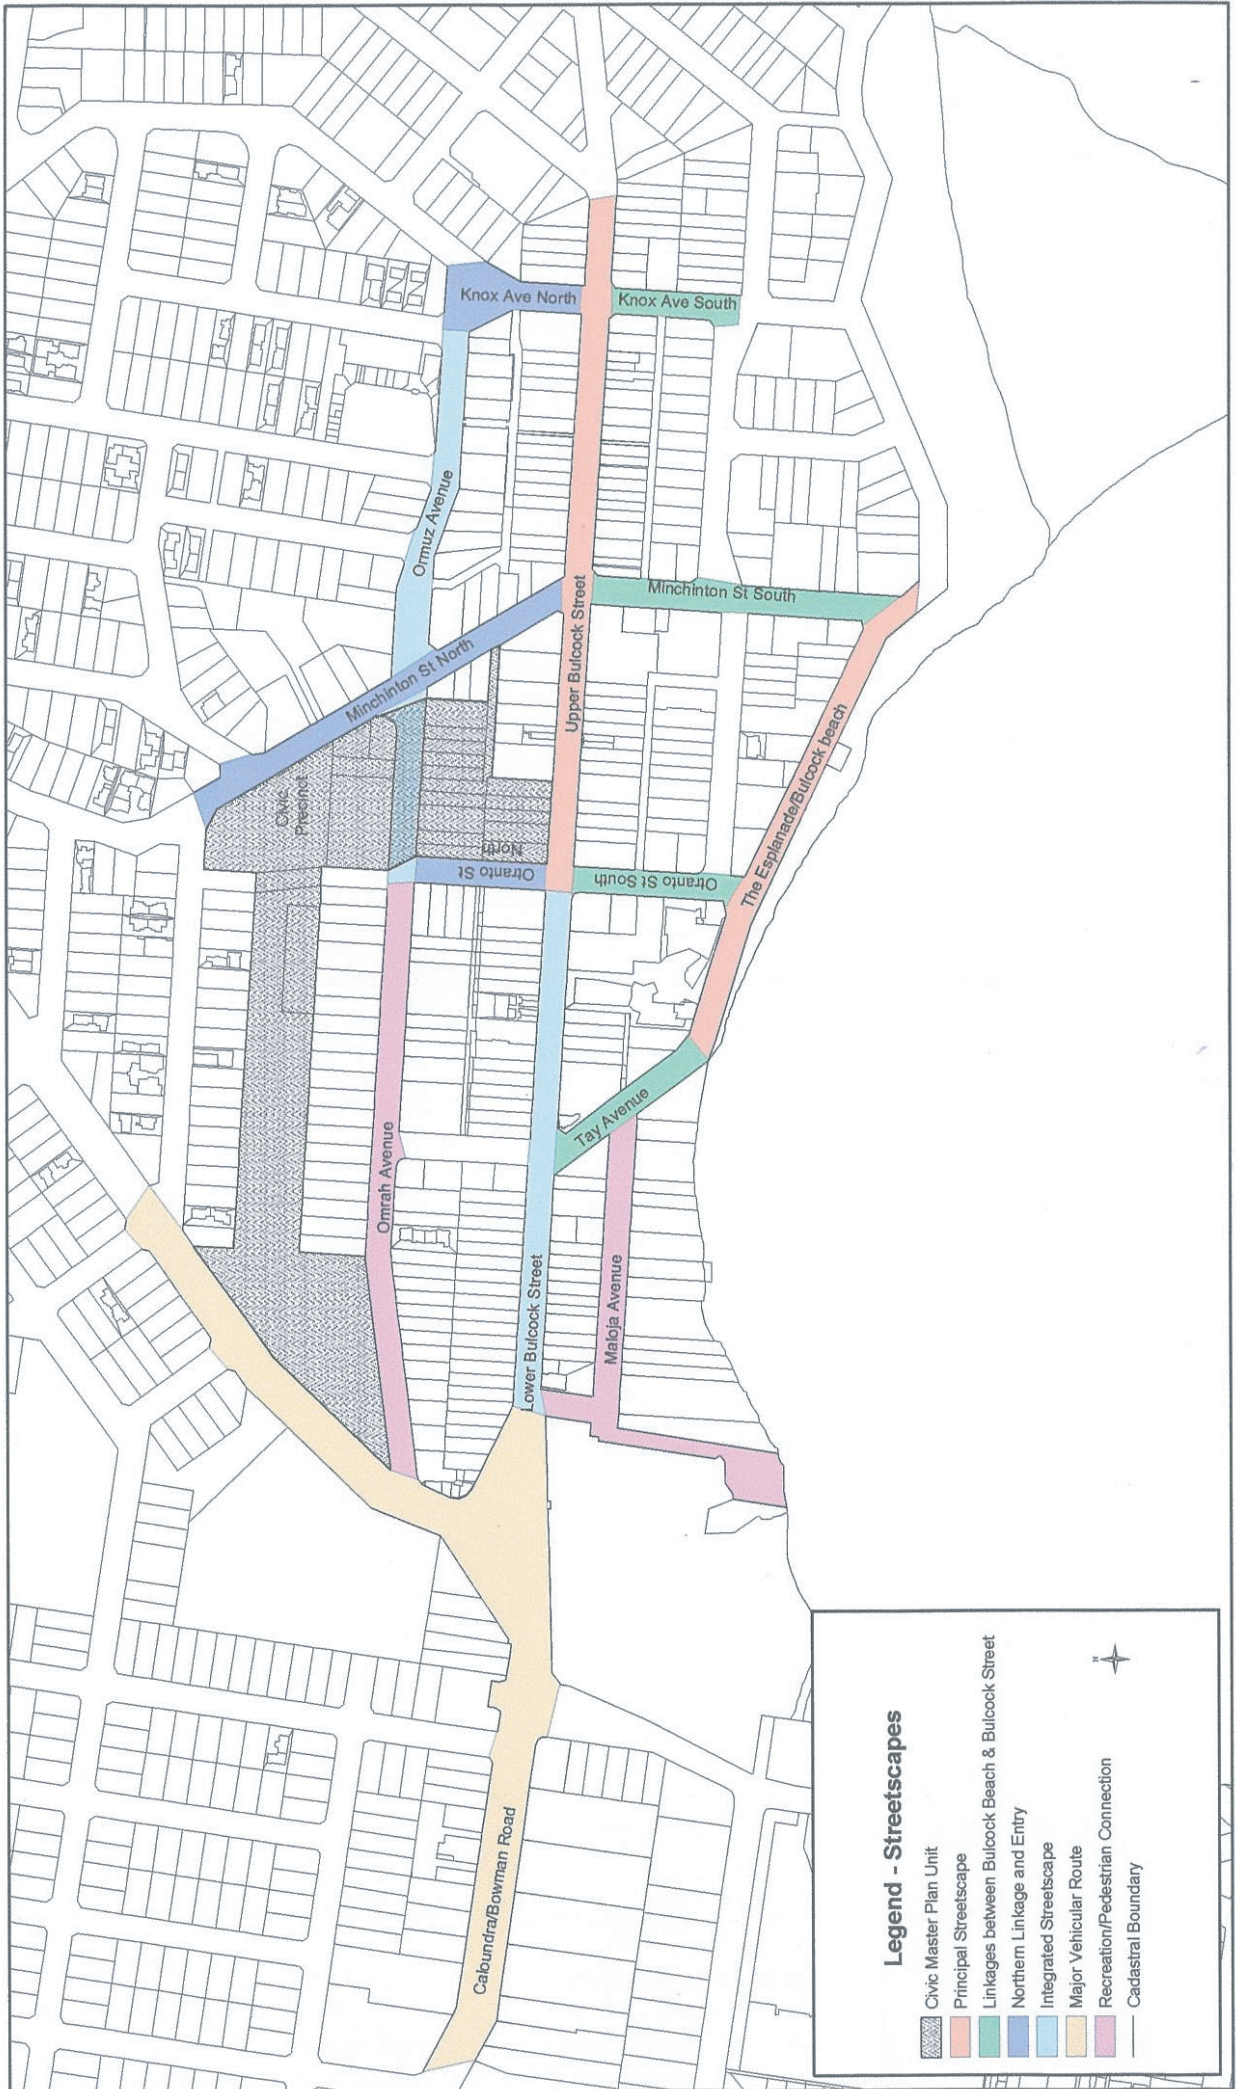 Knox Ave North
Knox Ave South
Ormuz Avenue
Minchinton St South
Upper Bulcock Street
Minchinton St North
Civic
Precinct
The Esplanade/Bulcock beach
Otranto St
North
Otranto St South
Tay Avenue
Omrah Avenue
Maloja Avenue
Lower Bulcock Street
Caloundra/Bowman Road
Legend - Streetscapes
Civic Master Plan Unit
Principal Streetscape
Linkages between Bulcock Beach & Bulcock Street
Northern Linkage and Entry
Integrated Streetscape
Major Vehicular Route
Recreation/Pedestrian Connection
Cadastral Boundary
N